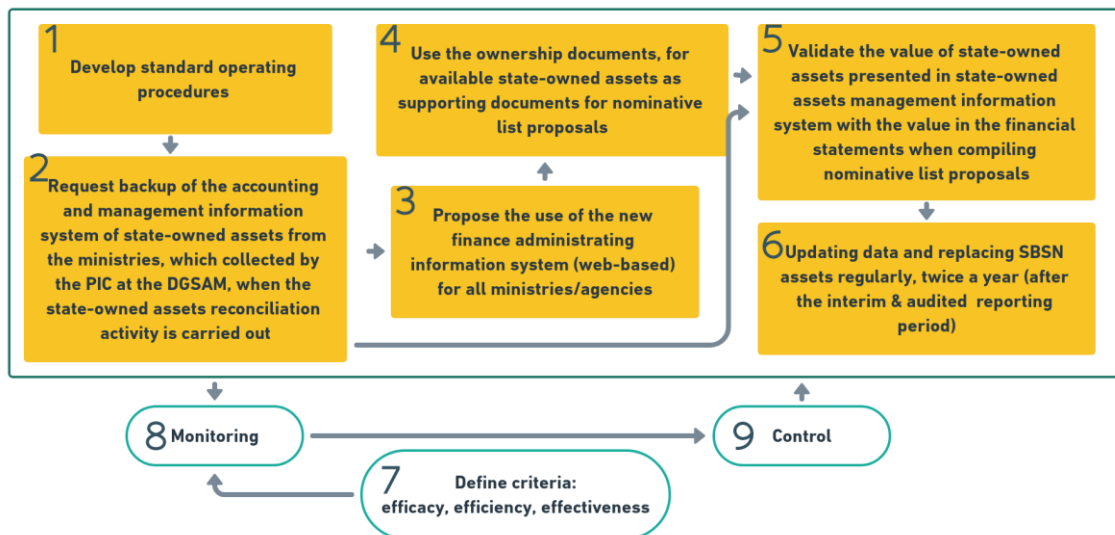 1
Develop standard operating
procedures
2
Request backup of the accounting
and management information
system of state-owned assets from
the ministries, which collected by
the PIC at the DGSAM, when the
state-owned assets reconciliation
activity is carried out
3
Propose the use of the new
finance administrating
information system (web-based)
for all ministries/agencies
4
Use the ownership documents, for
available state-owned assets as
supporting documents for nominative
list proposals
5
Validate the value of state-owned
assets presented in state-owned
assets management information
system with the value in the financial
statements when compiling
nominative list proposals
6
Updating data and replacing SBSN
assets regularly, twice a year (after
the interim & audited reporting
period)
8 Monitoring
9 Control
7
Define criteria:
efficacy, efficiency, effectiveness